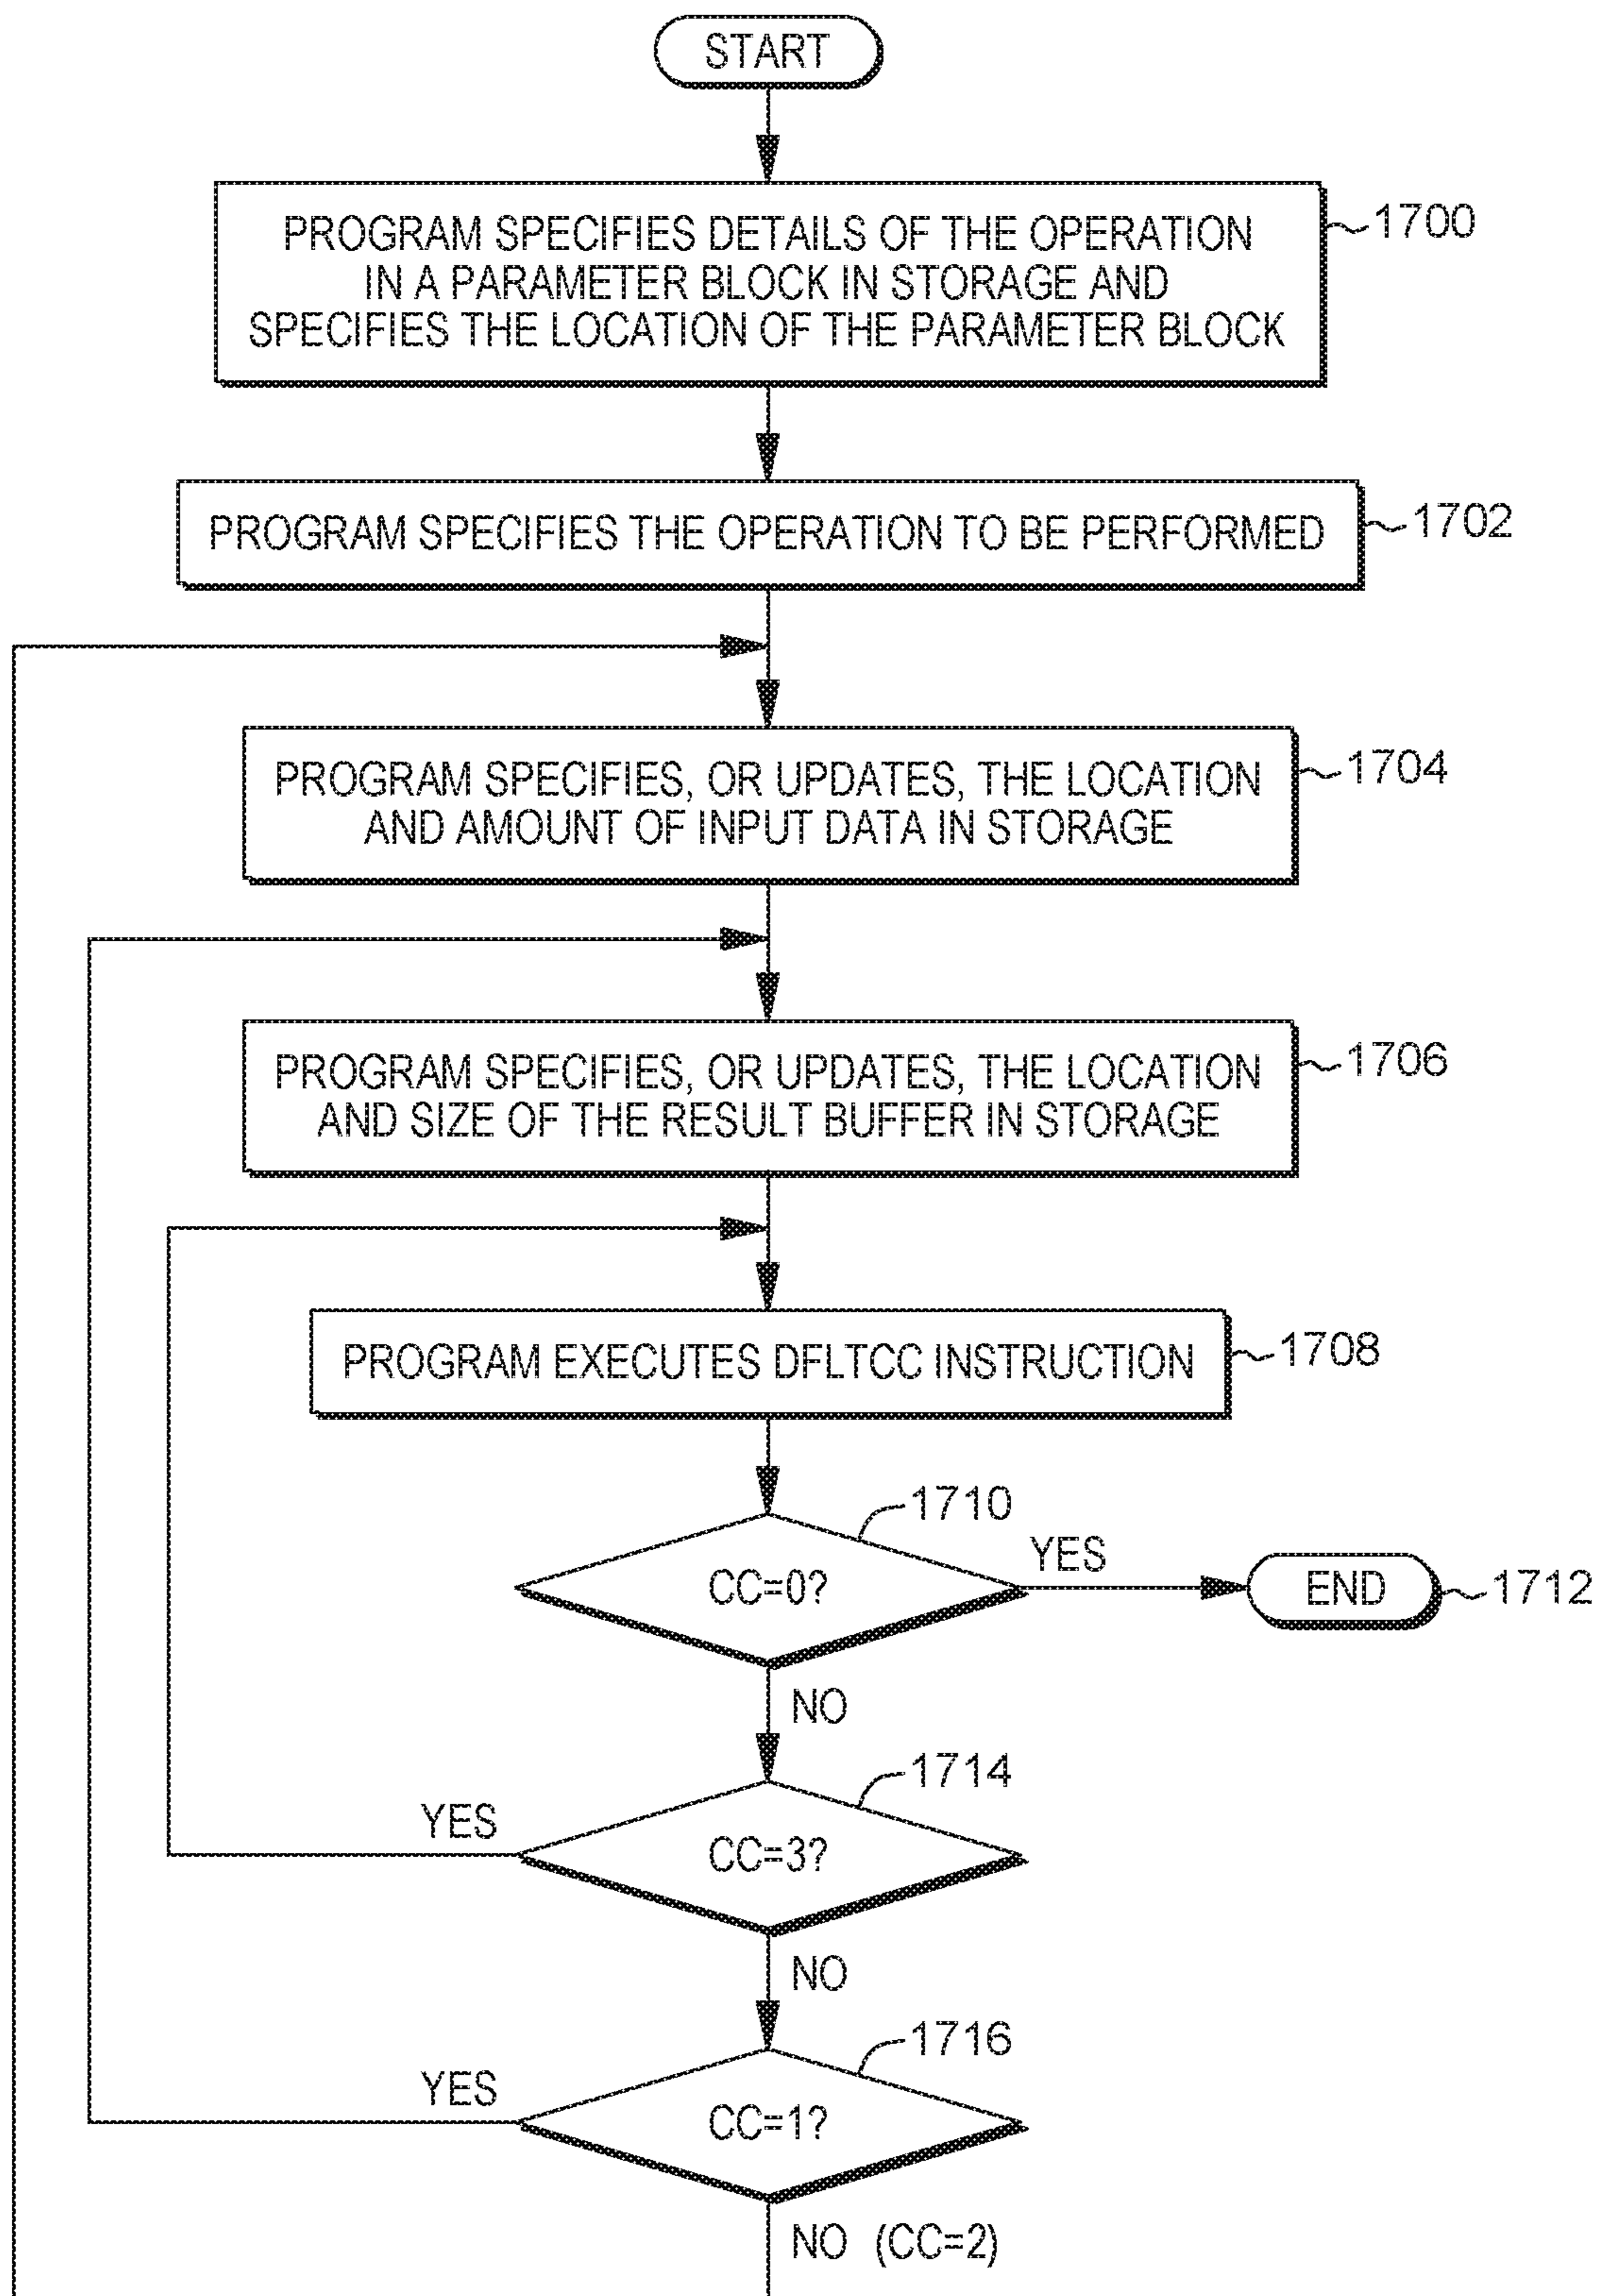 START
PROGRAM SPECIFIES DETAILS OF THE OPERATION
IN A PARAMETER BLOCK IN STORAGE AND
SPECIFIES THE LOCATION OF THE PARAMETER BLOCK
1700
PROGRAM SPECIFIES THE OPERATION TO BE PERFORMED
1702
PROGRAM SPECIFIES, OR UPDATES, THE LOCATION
AND AMOUNT OF INPUT DATA IN STORAGE
1704
PROGRAM SPECIFIES, OR UPDATES, THE LOCATION
AND SIZE OF THE RESULT BUFFER IN STORAGE
1706
PROGRAM EXECUTES DFLTCC INSTRUCTION
1708
1710
CC=0?
YES
END
1712
NO
1714
CC=3?
YES
NO
1716
CC=1?
YES
NO (CC=2)